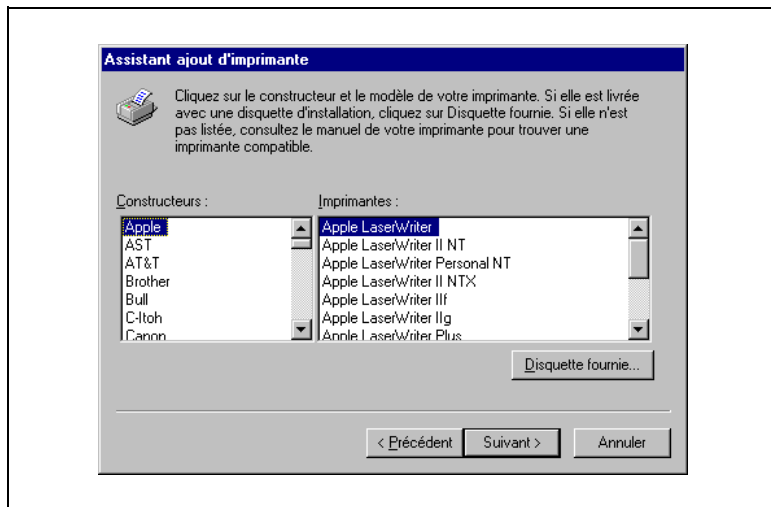 Assistant ajout d'imprimante
Cliquez sur le constructeur et le modèle de votre imprimante. Si elle est livrée
avec une disquette d'installation, cliquez sur Disquette fournie. Si elle n'est
pas listée, consultez le manuel de votre imprimante pour trouver une
imprimante compatible.
Constructeurs :
Imprimantes :
Apple
AST
AT&T
Brother
Bull
C-Itoh
Canon
Apple LaserWriter
Apple LaserWriter II NT
Apple LaserWriter Personal NT
Apple LaserWriter II NTX
Apple LaserWriter IIf
Apple LaserWriter IIg
Apple LaserWriter Plus
Disquette fournie...
< Précédent
Suivant >
Annuler